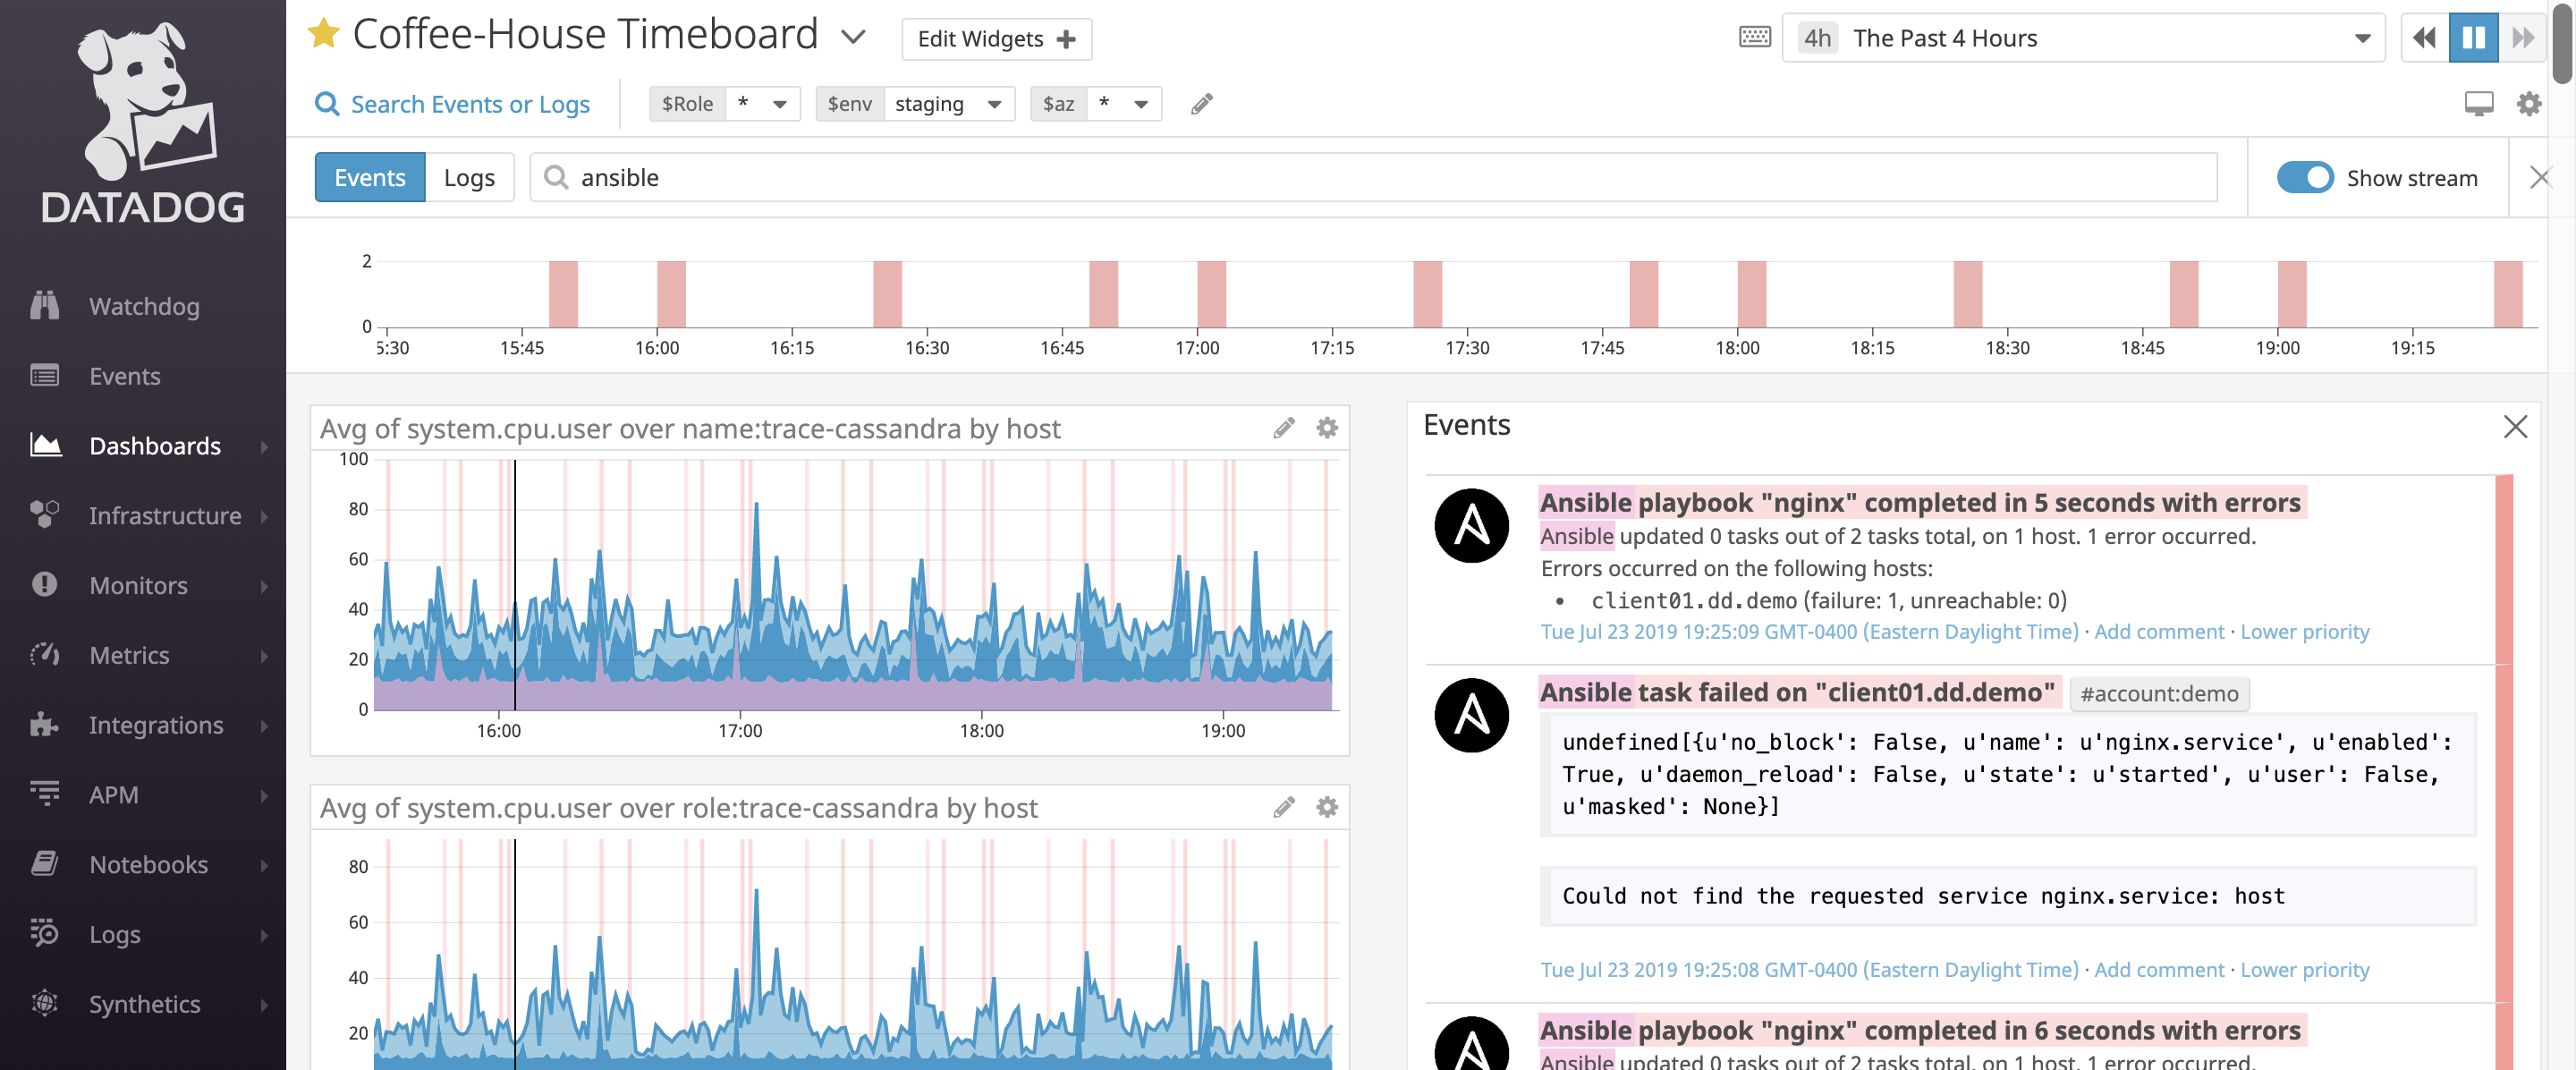 DATADOG
Watchdog
Events
Dashboards
Infrastructure
Monitors
Metrics
Integrations
APM
Notebooks
Logs
Synthetics
Coffee-House Timeboard
Edit Widgets
4h The Past 4 Hours
Search Events or Logs
$Role *
$env staging
$az *
Events Logs
ansible
Show stream
2
0
5:30 15:45 16:00 16:15 16:30 16:45 17:00 17:15 17:30 17:45 18:00 18:15 18:30 18:45 19:00 19:15
Avg of system.cpu.user over name:trace-cassandra by host
100
80
60
40
20
0
16:00 17:00 18:00 19:00
Avg of system.cpu.user over role:trace-cassandra by host
80
60
40
20
Events
Ansible playbook "nginx" completed in 5 seconds with errors
Ansible updated 0 tasks out of 2 tasks total, on 1 host. 1 error occurred.
Errors occurred on the following hosts:
• client01.dd.demo (failure: 1, unreachable: 0)
Tue Jul 23 2019 19:25:09 GMT-0400 (Eastern Daylight Time) · Add comment · Lower priority
Ansible task failed on "client01.dd.demo" #account:demo
undefined[{u'no_block': False, u'name': u'nginx.service', u'enabled':
True, u'daemon_reload': False, u'state': u'started', u'user': False,
u'masked': None}]
Could not find the requested service nginx.service: host
Tue Jul 23 2019 19:25:08 GMT-0400 (Eastern Daylight Time) · Add comment · Lower priority
Ansible playbook "nginx" completed in 6 seconds with errors
Ansible updated 0 tasks out of 2 tasks total, on 1 host. 1 error occurred.